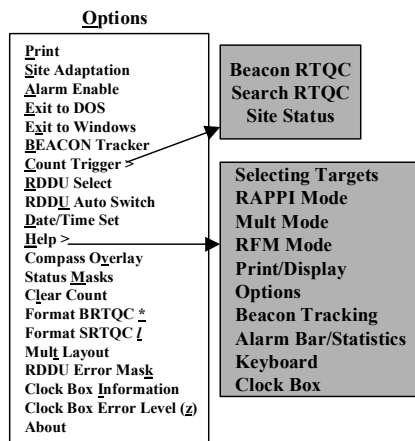 Options
Print
Site Adaptation
Alarm Enable
Exit to DOS
Exit to Windows
BEACON Tracker
Count Trigger >
RDDU Select
RDDU Auto Switch
Date/Time Set
Help >
Compass Overlay
Status Masks
Clear Count
Format BRTQC *
Format SRTQC /
Mult Layout
RDDU Error Mask
Clock Box Information
Clock Box Error Level (z)
About
Beacon RTQC
Search RTQC
Site Status
Selecting Targets
RAPPI Mode
Mult Mode
RFM Mode
Print/Display
Options
Beacon Tracking
Alarm Bar/Statistics
Keyboard
Clock Box